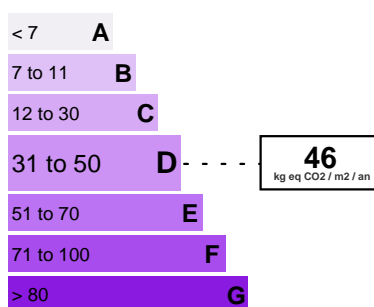 < 7 A
7 to 11 B
12 to 30 C
31 to 50 D
46
kg eq CO2 / m2 / an
51 to 70 E
71 to 100 F
> 80 G